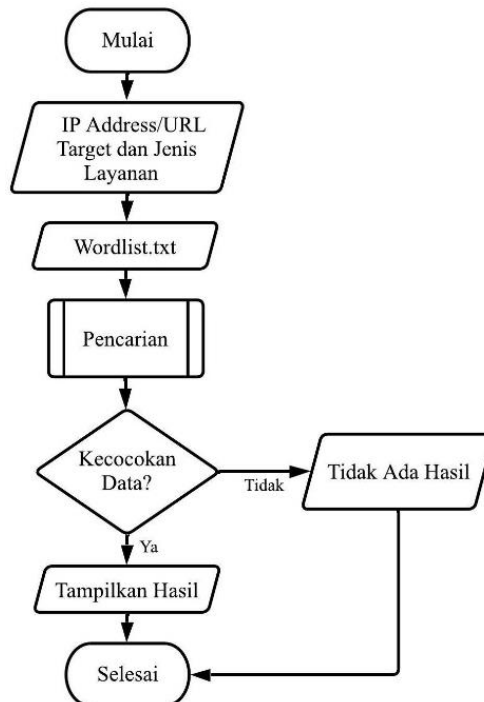 Mulai
IP Address/URL
Target dan Jenis
Layanan
Wordlist.txt
Pencarian
Kecocokan
Data?
Tidak
Tidak Ada Hasil
Ya
Tampilkan Hasil
Selesai